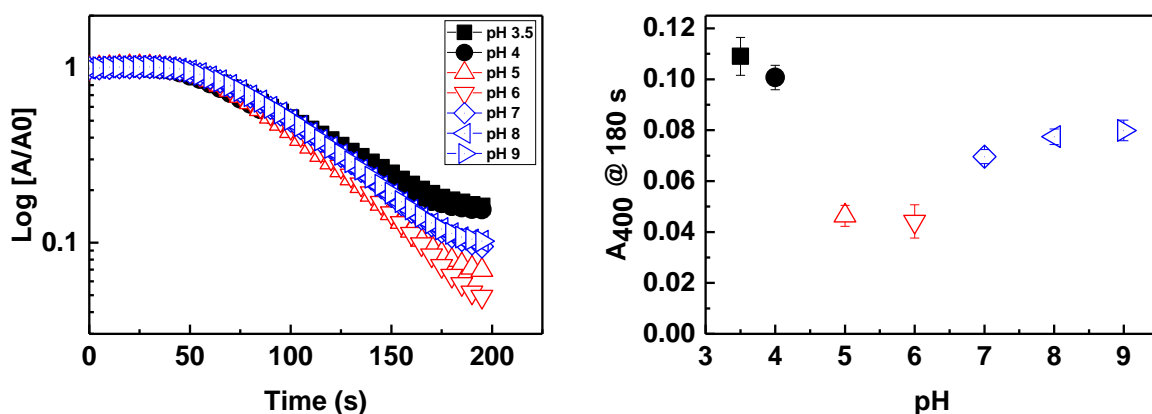 Log [A/A0]
1
0.1
0 50 100 150 200
Time (s)
pH 3.5
pH 4
pH 5
pH 6
pH 7
pH 8
pH 9
A400 @ 180 s
0.12
0.10
0.08
0.06
0.04
0.02
0.00
3 4 5 6 7 8 9
pH